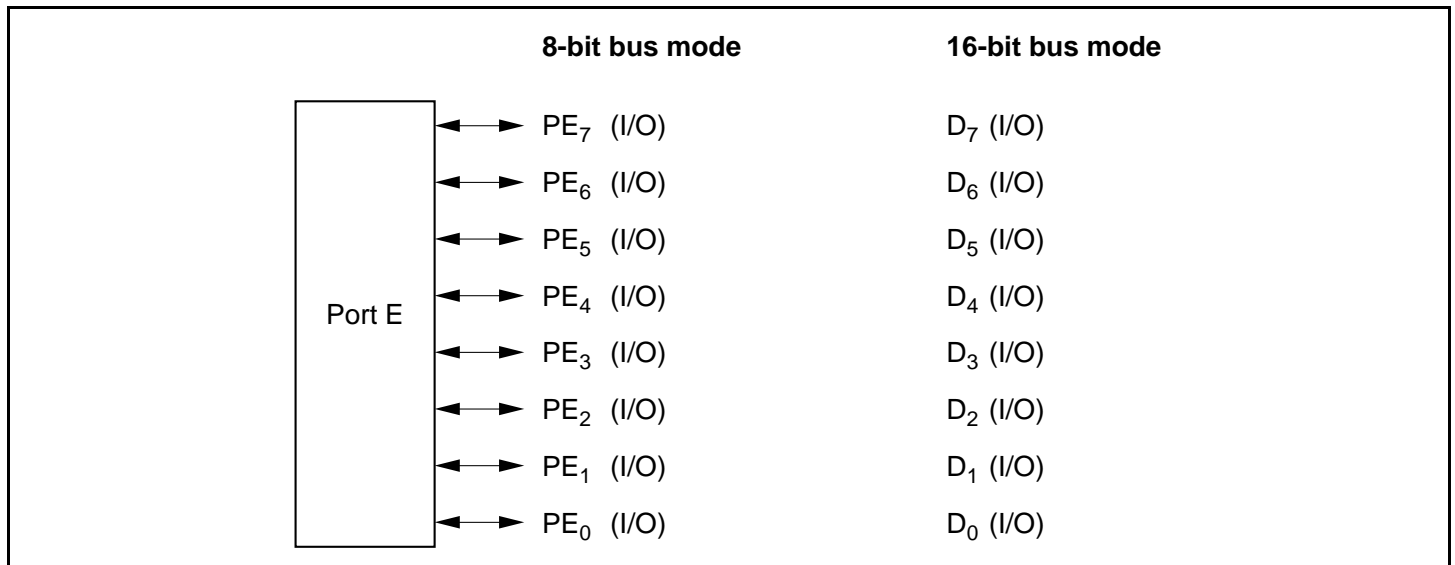 8-bit bus mode 16-bit bus mode
PE₇ (I/O) D₇ (I/O)
PE₆ (I/O) D₆ (I/O)
PE₅ (I/O) D₅ (I/O)
PE₄ (I/O) D₄ (I/O)
Port E
PE₃ (I/O) D₃ (I/O)
PE₂ (I/O) D₂ (I/O)
PE₁ (I/O) D₁ (I/O)
PE₀ (I/O) D₀ (I/O)